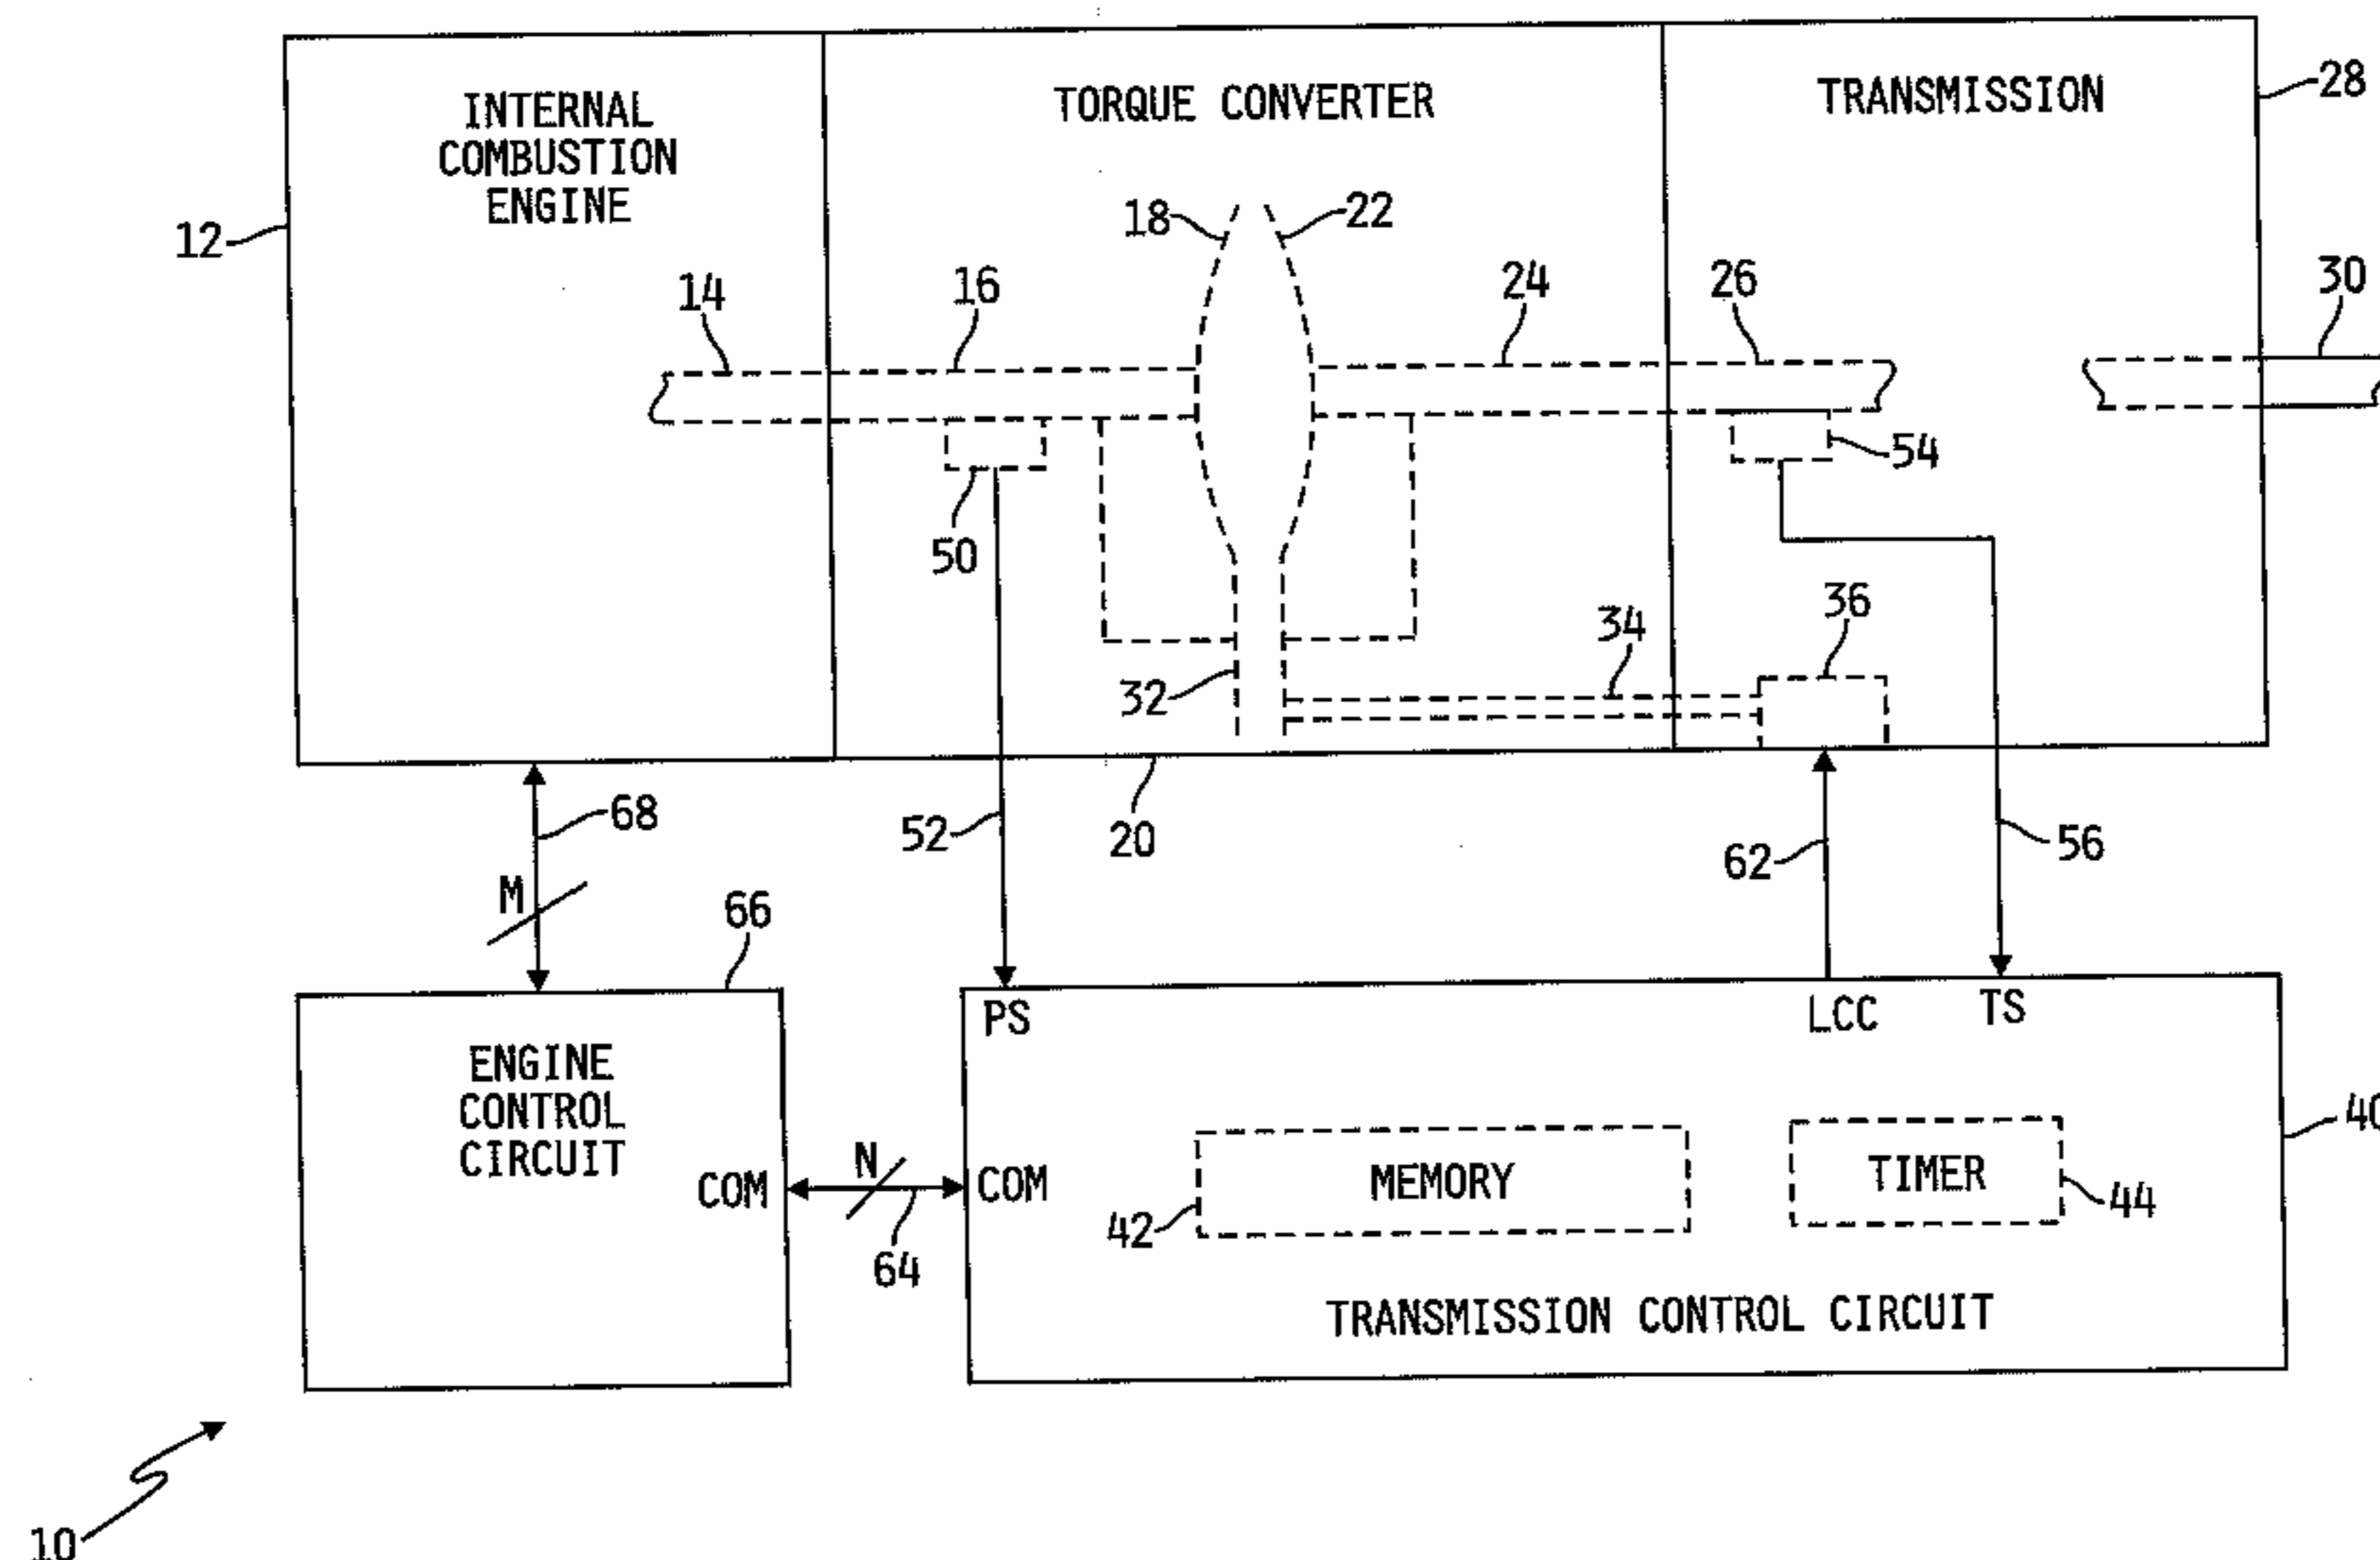 INTERNAL
COMBUSTION
ENGINE
TORQUE CONVERTER
TRANSMISSION
28
12
18
22
14
16
24
26
30
50
54
32
34
36
68
52
20
62
56
M
66
PS
LCC
TS
ENGINE
CONTROL
CIRCUIT
COM
N
64
COM
42
MEMORY
TIMER
44
40
TRANSMISSION CONTROL CIRCUIT
10